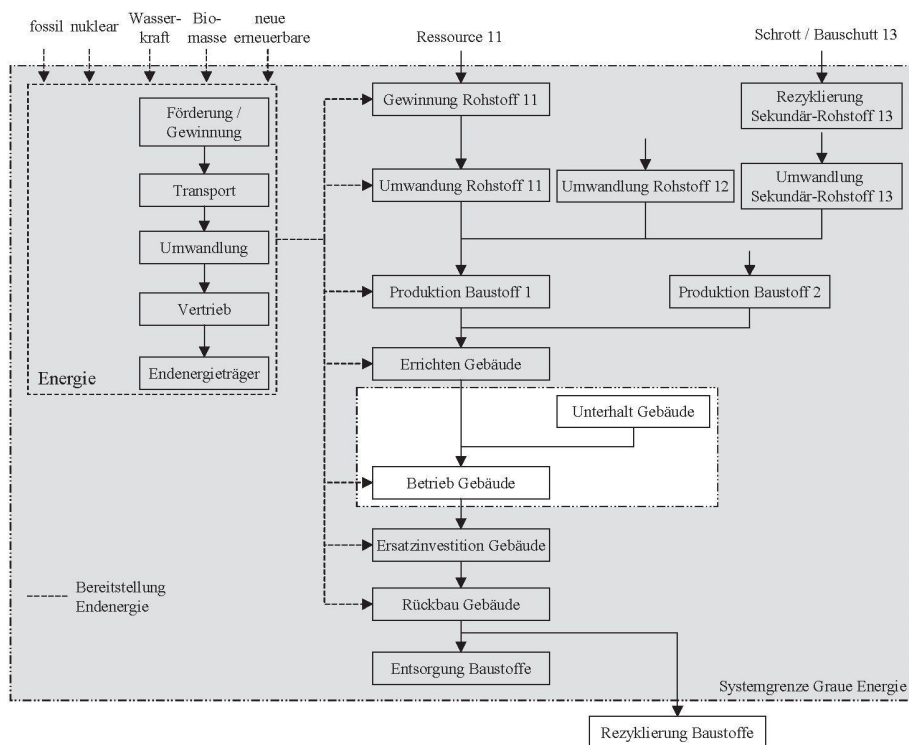 fossil
nuklear
Wasser-
kraft
Bio-
masse
neue
erneuerbare
Ressource 11
Schrott / Bauschutt 13
Förderung /
Gewinnung
Transport
Umwandlung
Vertrieb
Endenergieträger
Energie
Gewinnung Rohstoff 11
Rezyklierung
Sekundär-Rohstoff 13
Umwandung Rohstoff 11
Umwandlung Rohstoff 12
Umwandlung
Sekundär-Rohstoff 13
Produktion Baustoff 1
Produktion Baustoff 2
Errichten Gebäude
Unterhalt Gebäude
Betrieb Gebäude
Ersatzinvestition Gebäude
Rückbau Gebäude
Entsorgung Baustoffe
Bereitstellung
Endenergie
Systemgrenze Graue Energie
Rezyklierung Baustoffe